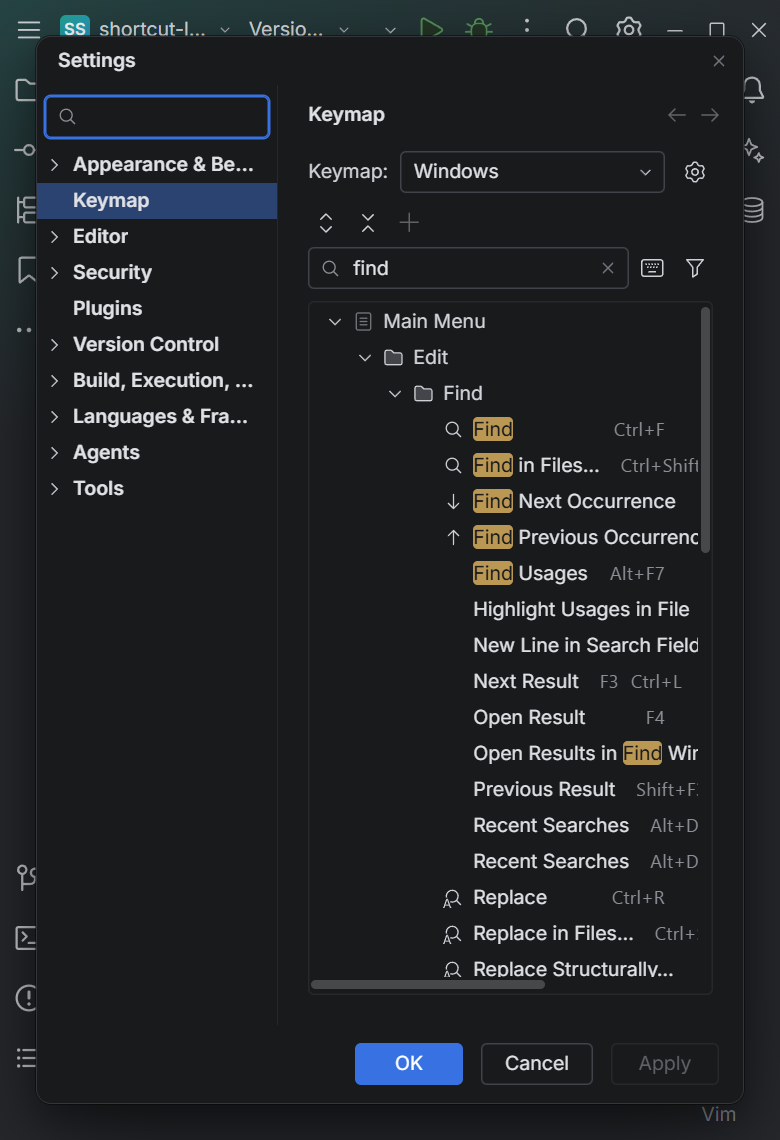 SS shortcut-l... Versio...
Settings
Keymap
Keymap: Windows
find
Appearance & Be...
Keymap
Editor
Security
Plugins
Version Control
Build, Execution, ...
Languages & Fra...
Agents
Tools
Main Menu
Edit
Find
Find Ctrl+F
Find in Files... Ctrl+Shift
Find Next Occurrence
Find Previous Occurrenc
Find Usages Alt+F7
Highlight Usages in File
New Line in Search Field
Next Result F3 Ctrl+L
Open Result F4
Open Results in Find Win
Previous Result Shift+F
Recent Searches Alt+D
Recent Searches Alt+D
Replace Ctrl+R
Replace in Files... Ctrl+
Replace Structurally...
OK Cancel Apply
Vim